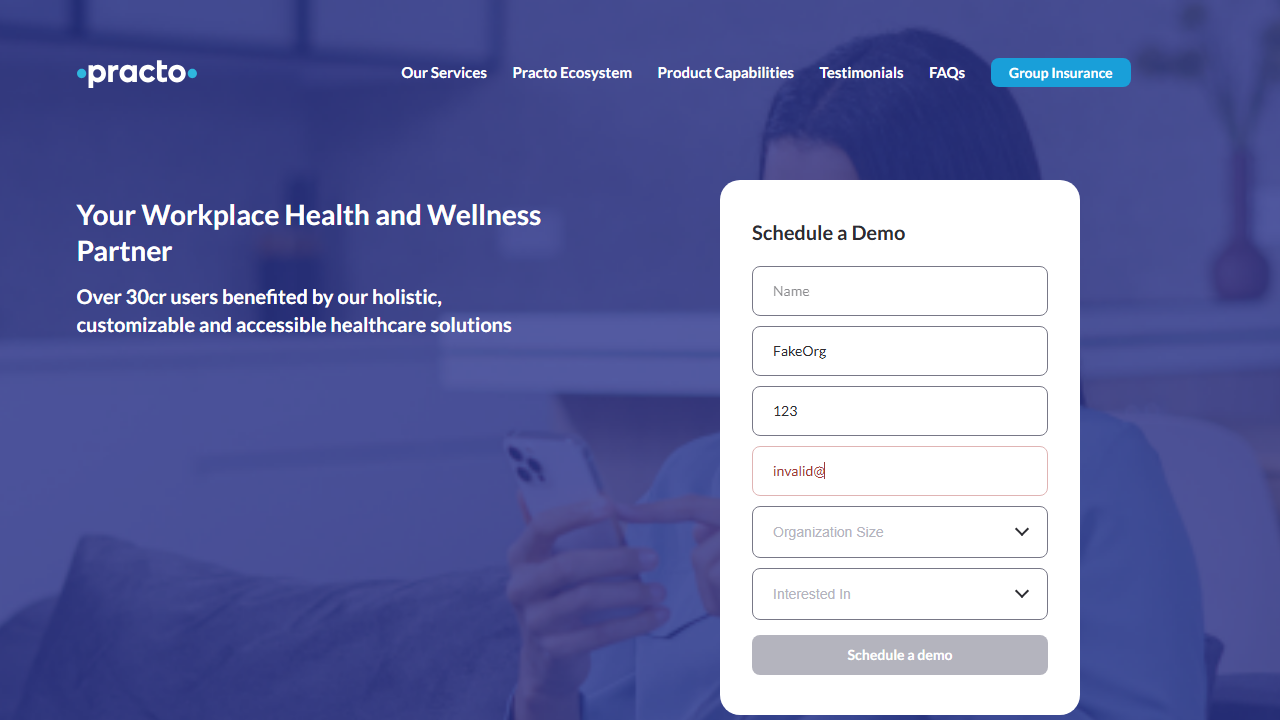 practo
Our Services
Practo Ecosystem
Product Capabilities
Testimonials
FAQs
Group Insurance
Your Workplace Health and Wellness
Partner
Over 30cr users benefited by our holistic,
customizable and accessible healthcare solutions
Schedule a Demo
Name
FakeOrg
123
invalid@
Organization Size
Interested In
Schedule a demo